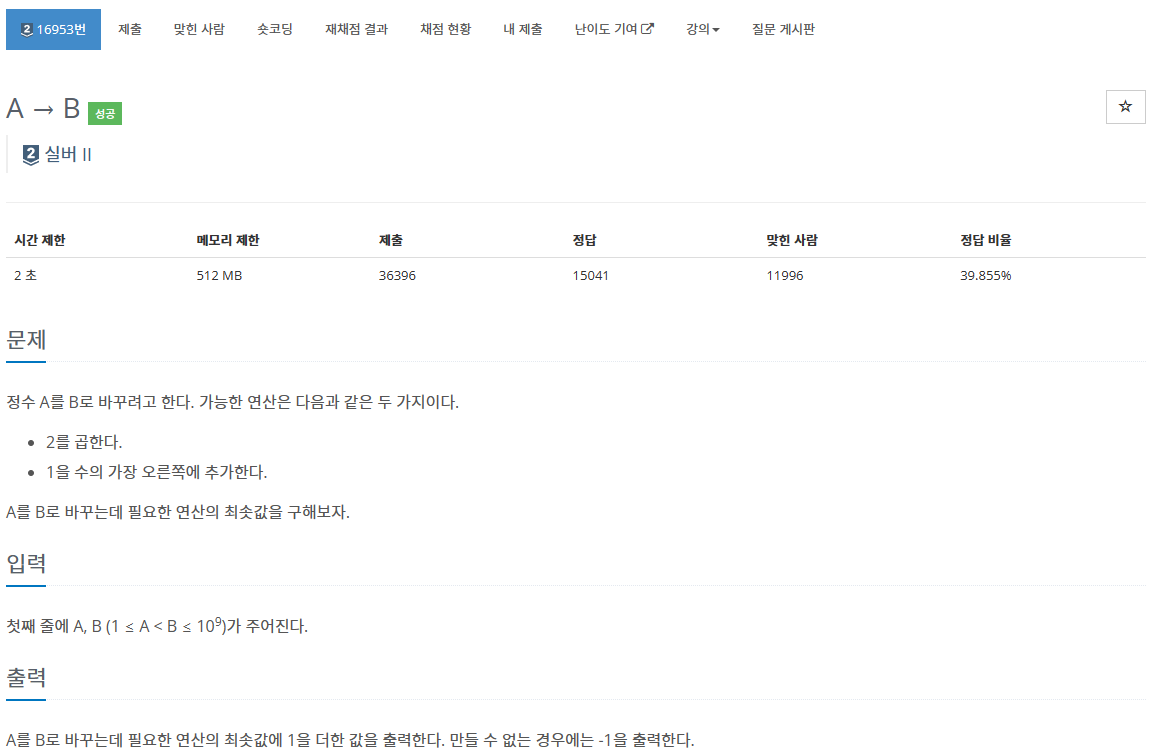 2 16953번 제출 맞힌 사람 숏코딩 재채점 결과 채점 현황 내 제출 난이도 기여 강의 질문 게시판
A → B 성공
2 실버 II
시간 제한 메모리 제한 제출 정답 맞힌 사람 정답 비율
2 초 512 MB 36396 15041 11996 39.855%
문제
정수 A를 B로 바꾸려고 한다. 가능한 연산은 다음과 같은 두 가지이다.
• 2를 곱한다.
• 1을 수의 가장 오른쪽에 추가한다.
A를 B로 바꾸는데 필요한 연산의 최솟값을 구해보자.
입력
첫째 줄에 A, B (1 ≤ A < B ≤ 10⁹)가 주어진다.
출력
A를 B로 바꾸는데 필요한 연산의 최솟값에 1을 더한 값을 출력한다. 만들 수 없는 경우에는 -1을 출력한다.